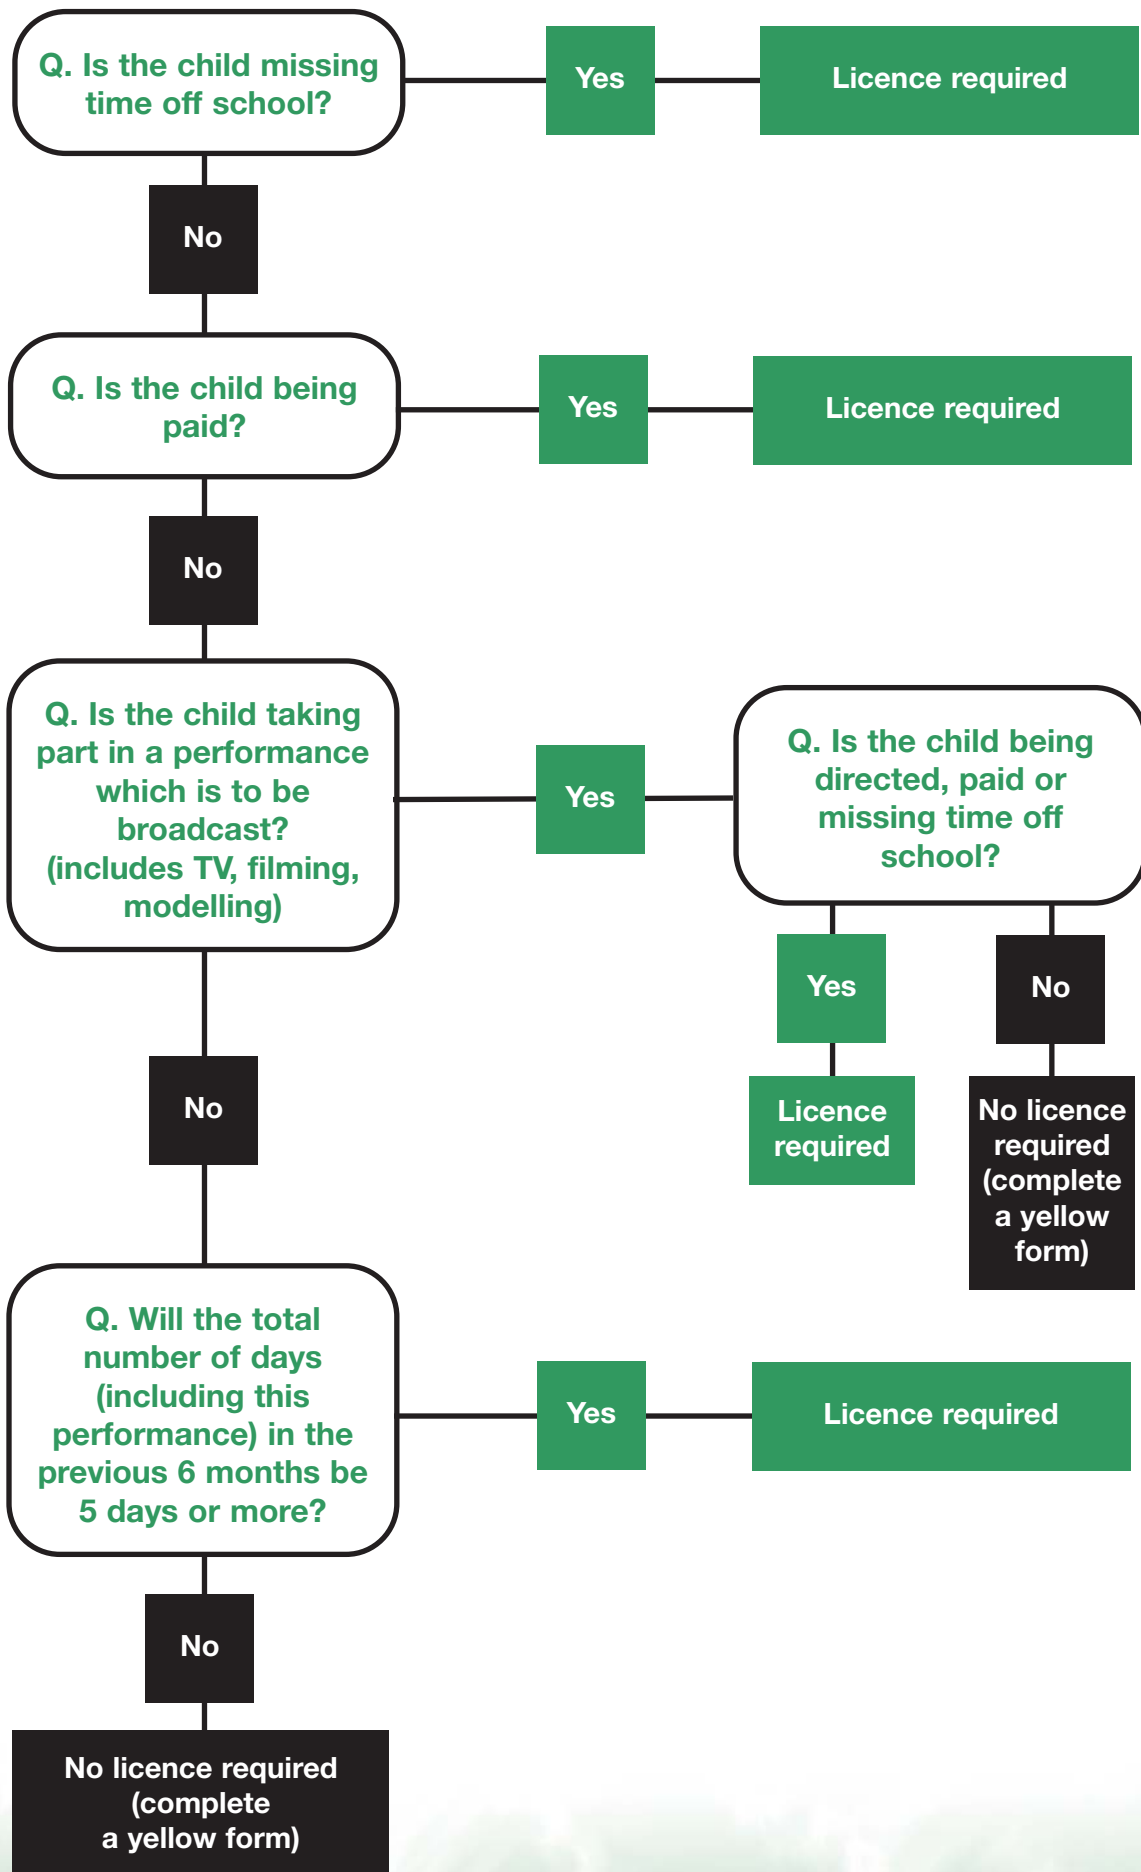 Q. Is the child missing
time off school?
Yes
Licence required
No
Q. Is the child being
paid?
Yes
Licence required
No
Q. Is the child taking
part in a performance
which is to be
broadcast?
(includes TV, filming,
modelling)
Yes
Q. Is the child being
directed, paid or
missing time off
school?
Yes
Licence
required
No
No licence
required
(complete
a yellow
form)
No
Q. Will the total
number of days
(including this
performance) in the
previous 6 months be
5 days or more?
Yes
Licence required
No
No licence required
(complete
a yellow form)